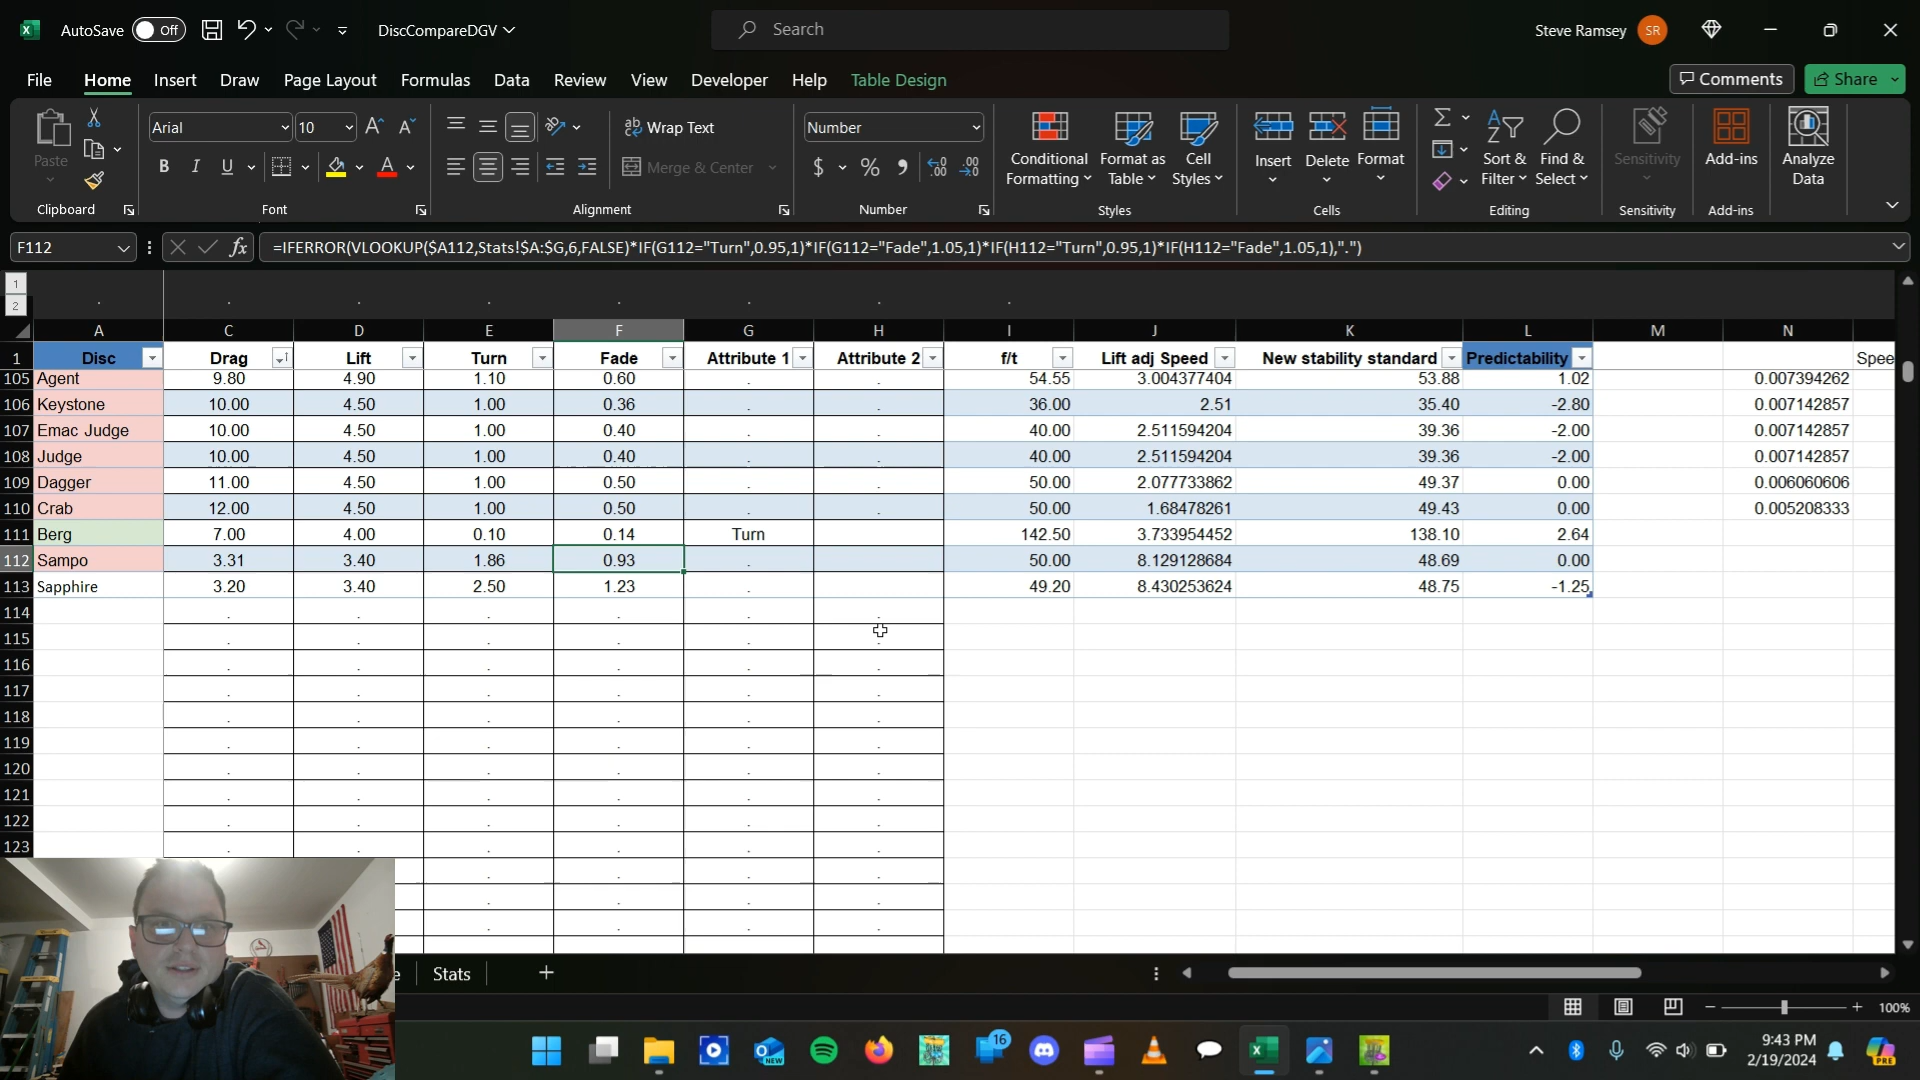 AutoSave Off DiscCompareDGV Search Steve Ramsey SR
File Home Insert Draw Page Layout Formulas Data Review View Developer Help Table Design Comments Share
Paste Arial 10 Wrap Text Number Conditional Formatting Format as Table Cell Styles Insert Delete Format Sort & Filter Find & Select Sensitivity Add-ins Analyze Data
B I U A Merge & Center $ %
Clipboard Font Alignment Number Styles Cells Editing Sensitivity Add-ins
F112 fx =IFERROR(VLOOKUP($A112,Stats!$A:$G,6,FALSE)*IF(G112="Turn",0.95,1)*IF(G112="Fade",1.05,1)*IF(H112="Turn",0.95,1)*IF(H112="Fade",1.05,1),".")
1
2 . . . . . . . .
A C D E F G H I J K L M N
1 Disc Drag Lift Turn Fade Attribute 1 Attribute 2 f/t Lift adj Speed New stability standard Predictability Spee
105 Agent 9.80 4.90 1.10 0.60 . . 54.55 3.004377404 53.88 1.02 0.007394262
106 Keystone 10.00 4.50 1.00 0.36 . . 36.00 2.51 35.40 -2.80 0.007142857
107 Emac Judge 10.00 4.50 1.00 0.40 . . 40.00 2.511594204 39.36 -2.00 0.007142857
108 Judge 10.00 4.50 1.00 0.40 . . 40.00 2.511594204 39.36 -2.00 0.007142857
109 Dagger 11.00 4.50 1.00 0.50 . . 50.00 2.077733862 49.37 0.00 0.006060606
110 Crab 12.00 4.50 1.00 0.50 . . 50.00 1.68478261 49.43 0.00 0.005208333
111 Berg 7.00 4.00 0.10 0.14 Turn 142.50 3.733954452 138.10 2.64
112 Sampo 3.31 3.40 1.86 0.93 . 50.00 8.129128684 48.69 0.00
113 Sapphire 3.20 3.40 2.50 1.23 . 49.20 8.430253624 48.75 -1.25
114 . . . . . .
115 . . . . . .
116 . . . . . .
117 . . . . . .
118 . . . . . .
119 . . . . . .
120 . . . . . .
121 . . . . . .
122 . . . . . .
123 . . . . . .
. . . .
. . . .
. . . .
e Stats +
100%
16 9:43 PM
2/19/2024 PRE